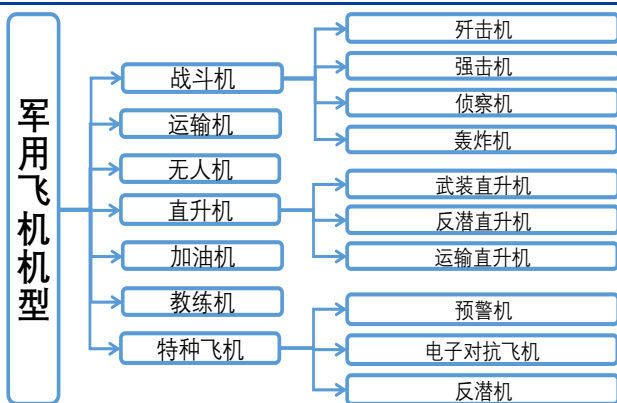 军用飞机机型
战斗机
歼击机
强击机
侦察机
轰炸机
运输机
无人机
直升机
武装直升机
反潜直升机
运输直升机
加油机
教练机
特种飞机
预警机
电子对抗飞机
反潜机